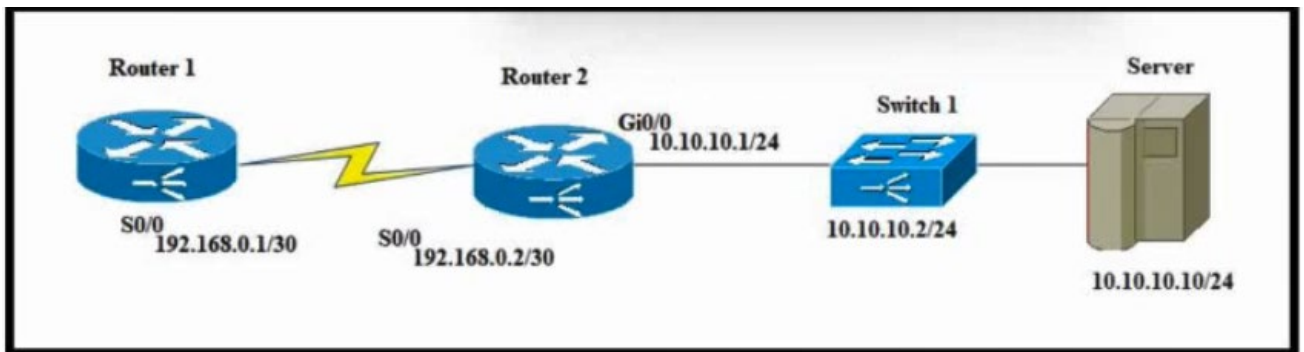 Router 1
Router 2
Server
Switch 1
Gi0/0
10.10.10.1/24
S0/0
192.168.0.1/30
S0/0
192.168.0.2/30
10.10.10.2/24
10.10.10.10/24